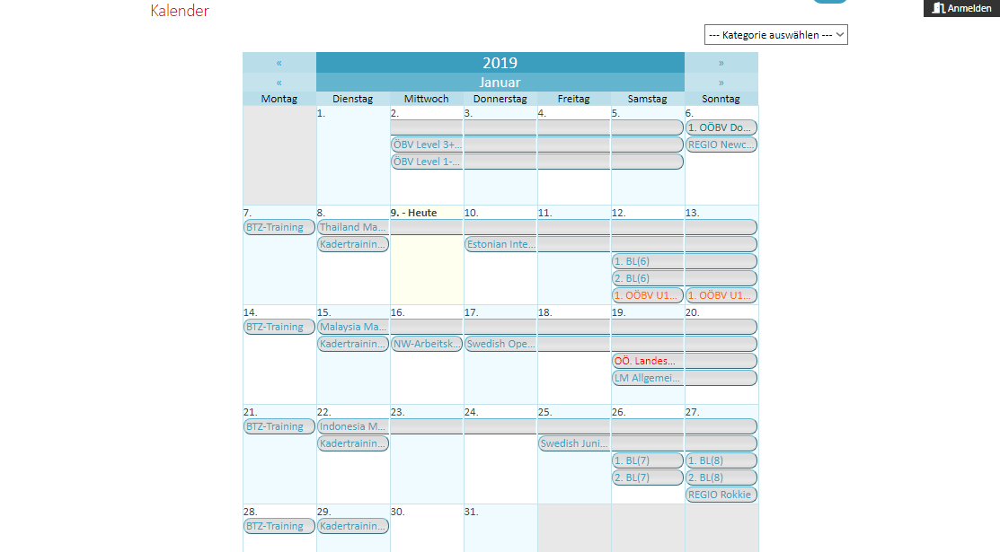 Kalender
Anmelden
--- Kategorie auswählen ---
« 2019 »
« Januar »
Montag Dienstag Mittwoch Donnerstag Freitag Samstag Sonntag
1. 2. 3. 4. 5. 6.
1. OÖBV Do...
ÖBV Level 3+... REGIO Newc...
ÖBV Level 1-...
7. 8. 9. - Heute 10. 11. 12. 13.
BTZ-Training Thailand Ma...
Kadertrainin... Estonian Inte...
1. BL(6)
2. BL(6)
1. OÖBV U1... 1. OÖBV U1...
14. 15. 16. 17. 18. 19. 20.
BTZ-Training Malaysia Ma...
Kadertrainin... NW-Arbeitsk... Swedish Ope...
OÖ. Landes...
LM Allgemei...
21. 22. 23. 24. 25. 26. 27.
BTZ-Training Indonesia M...
Kadertrainin... Swedish Juni...
1. BL(7) 1. BL(8)
2. BL(7) 2. BL(8)
REGIO Rokkie
28. 29. 30. 31.
BTZ-Training Kadertrainin...